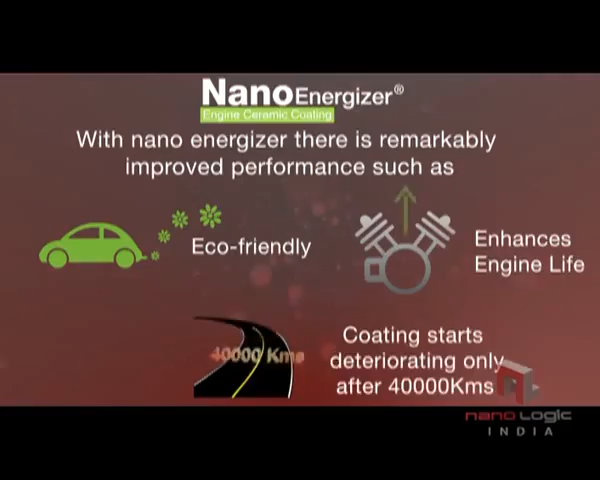 NanoEnergizer®
Engine Ceramic Coating
With nano energizer there is remarkably
improved performance such as
Eco-friendly
Enhances
Engine Life
40000 Kms
Coating starts
deteriorating only
after 40000Kms
nano Logic
INDIA